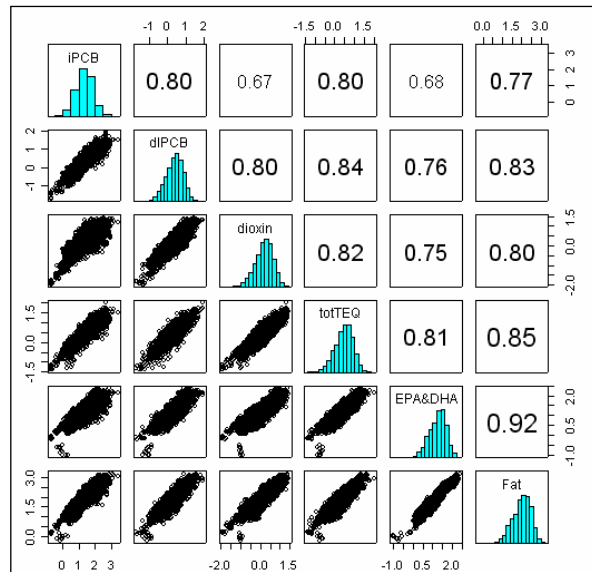 -1 0 1 2
-1.5 0.0 1.5
0.0 1.5 3.0
iPCB 0.80 0.67 0.80 0.68 0.77
0 1 2 3
-1 0 1 2
dlPCB 0.80 0.84 0.76 0.83
dioxin 0.82 0.75 0.80
-2.0 0.0 1.5
-1.5 0.0 1.5
totTEQ 0.81 0.85
EPA&DHA 0.92
-1.0 0.5 2.0
0.0 1.5 3.0
Fat
0 1 2 3
-2.0 0.0 1.5
-1.0 0.5 2.0